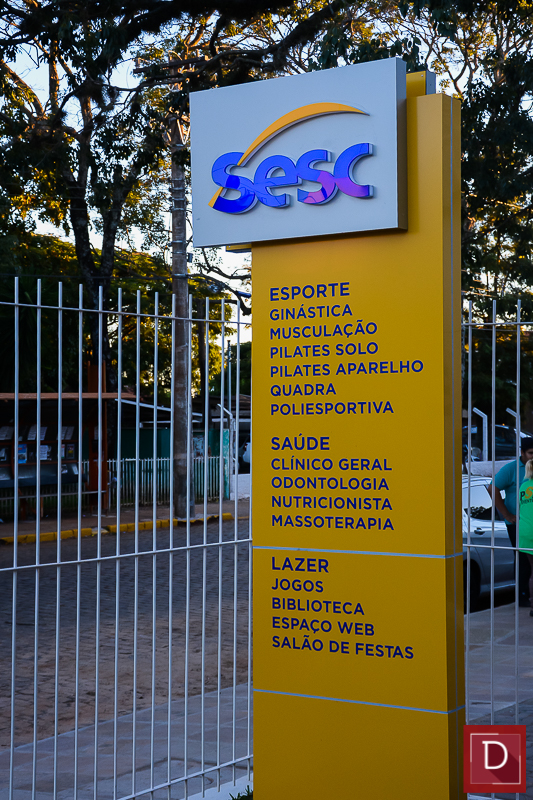 sesc
ESPORTE
GINÁSTICA
MUSCULAÇÃO
PILATES SOLO
PILATES APARELHO
QUADRA
POLIESPORTIVA
SAÚDE
CLÍNICO GERAL
ODONTOLOGIA
NUTRICIONISTA
MASSOTERAPIA
LAZER
JOGOS
BIBLIOTECA
ESPAÇO WEB
SALÃO DE FESTAS
D